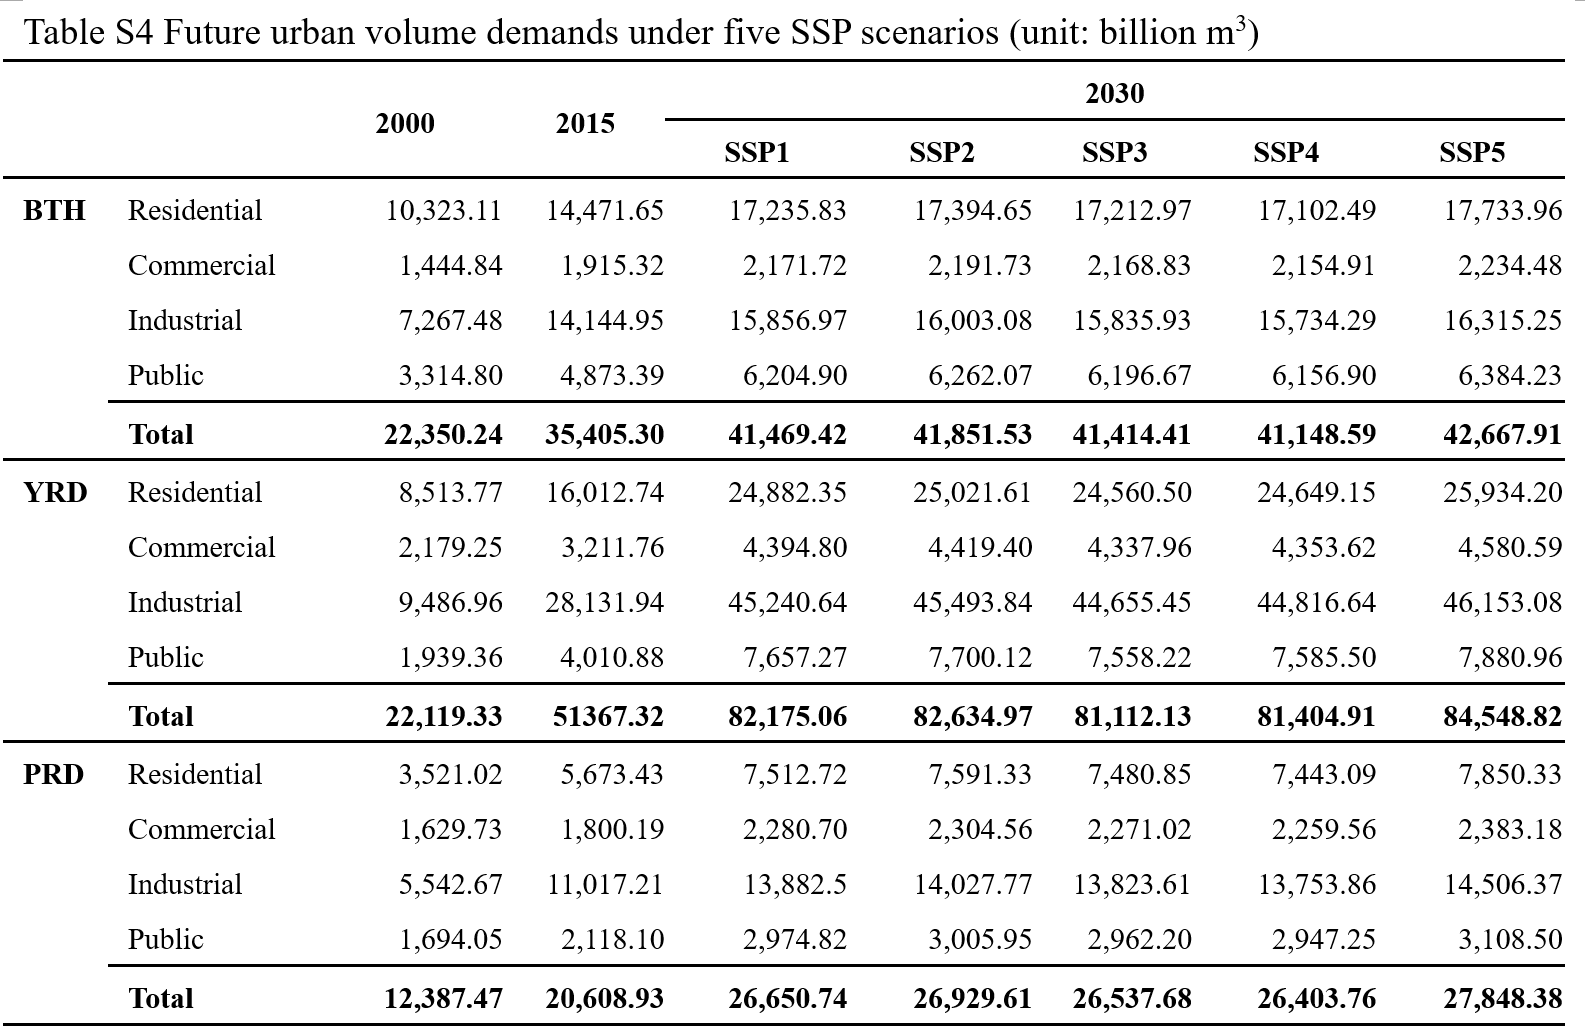 Table S4 Future urban volume demands under five SSP scenarios (unit: billion m³)
2000 2015 2030
SSP1 SSP2 SSP3 SSP4 SSP5
BTH Residential 10,323.11 14,471.65 17,235.83 17,394.65 17,212.97 17,102.49 17,733.96
Commercial 1,444.84 1,915.32 2,171.72 2,191.73 2,168.83 2,154.91 2,234.48
Industrial 7,267.48 14,144.95 15,856.97 16,003.08 15,835.93 15,734.29 16,315.25
Public 3,314.80 4,873.39 6,204.90 6,262.07 6,196.67 6,156.90 6,384.23
Total 22,350.24 35,405.30 41,469.42 41,851.53 41,414.41 41,148.59 42,667.91
YRD Residential 8,513.77 16,012.74 24,882.35 25,021.61 24,560.50 24,649.15 25,934.20
Commercial 2,179.25 3,211.76 4,394.80 4,419.40 4,337.96 4,353.62 4,580.59
Industrial 9,486.96 28,131.94 45,240.64 45,493.84 44,655.45 44,816.64 46,153.08
Public 1,939.36 4,010.88 7,657.27 7,700.12 7,558.22 7,585.50 7,880.96
Total 22,119.33 51367.32 82,175.06 82,634.97 81,112.13 81,404.91 84,548.82
PRD Residential 3,521.02 5,673.43 7,512.72 7,591.33 7,480.85 7,443.09 7,850.33
Commercial 1,629.73 1,800.19 2,280.70 2,304.56 2,271.02 2,259.56 2,383.18
Industrial 5,542.67 11,017.21 13,882.5 14,027.77 13,823.61 13,753.86 14,506.37
Public 1,694.05 2,118.10 2,974.82 3,005.95 2,962.20 2,947.25 3,108.50
Total 12,387.47 20,608.93 26,650.74 26,929.61 26,537.68 26,403.76 27,848.38